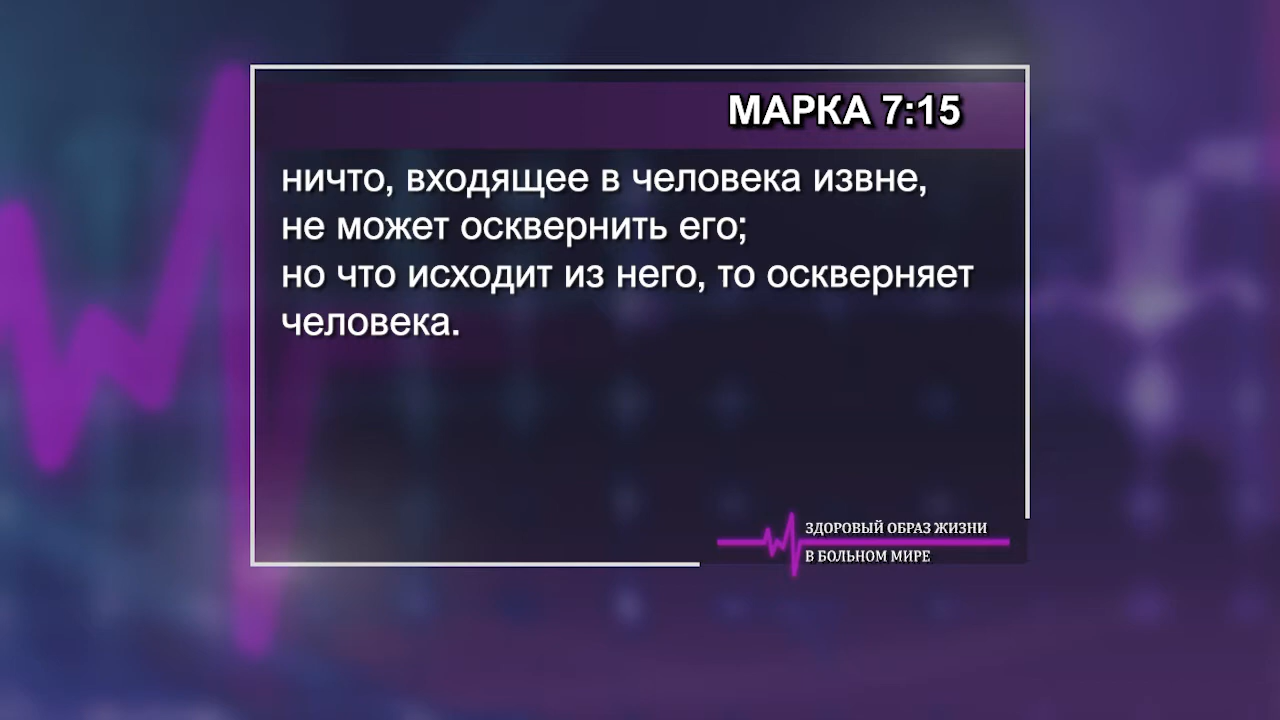 МАРКА 7:15
ничто, входящее в человека извне,
не может осквернить его;
но что исходит из него, то оскверняет
человека.
ЗДОРОВЫЙ ОБРАЗ ЖИЗНИ
В БОЛЬНОМ МИРЕ